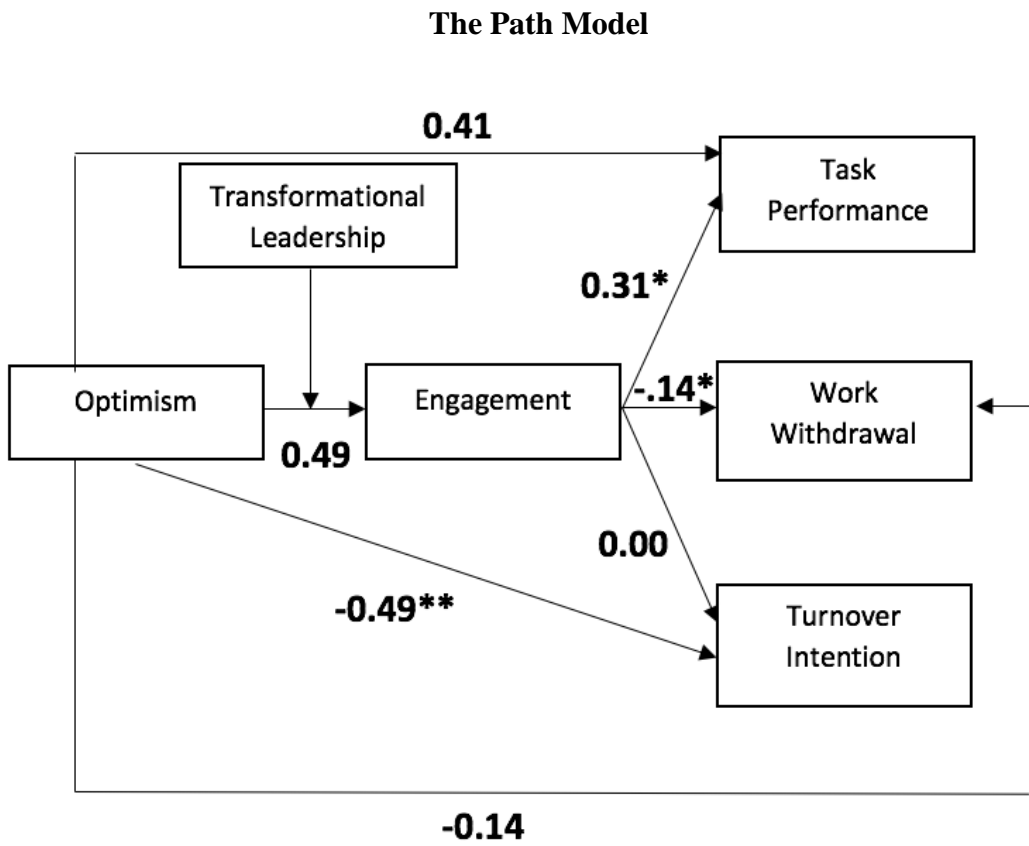 The Path Model
0.41
Task
Performance
Transformational
Leadership
0.31*
Optimism
Engagement
-.14*
Work
Withdrawal
0.49
0.00
-0.49**
Turnover
Intention
-0.14